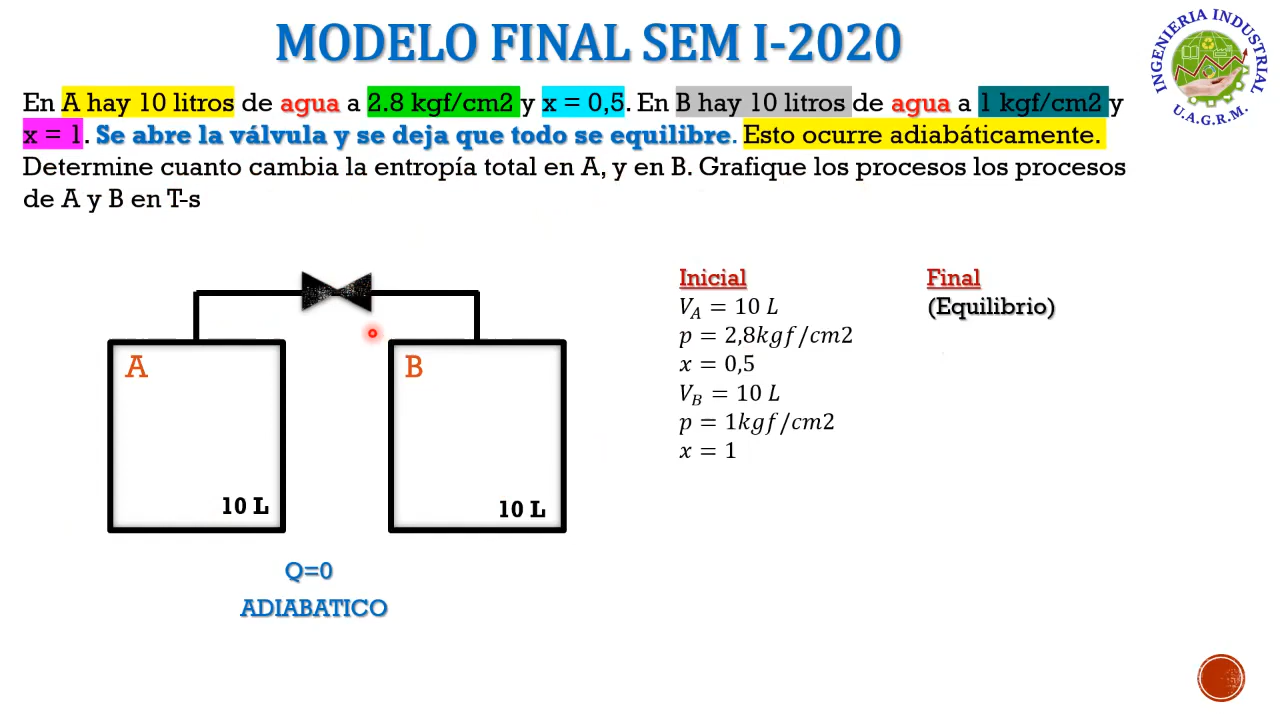 MODELO FINAL SEM I-2020
En A hay 10 litros de agua a 2.8 kgf/cm2 y x = 0,5. En B hay 10 litros de agua a 1 kgf/cm2 y
x = 1. Se abre la válvula y se deja que todo se equilibre. Esto ocurre adiabáticamente.
Determine cuanto cambia la entropía total en A, y en B. Grafique los procesos los procesos
de A y B en T-s
INGENIERIA INDUSTRIAL
U.A.G.R.M.
A
10 L
B
10 L
Q=0
ADIABATICO
Inicial
V_A = 10 L
p = 2,8kgf/cm2
x = 0,5
V_B = 10 L
p = 1kgf/cm2
x = 1
Final
(Equilibrio)